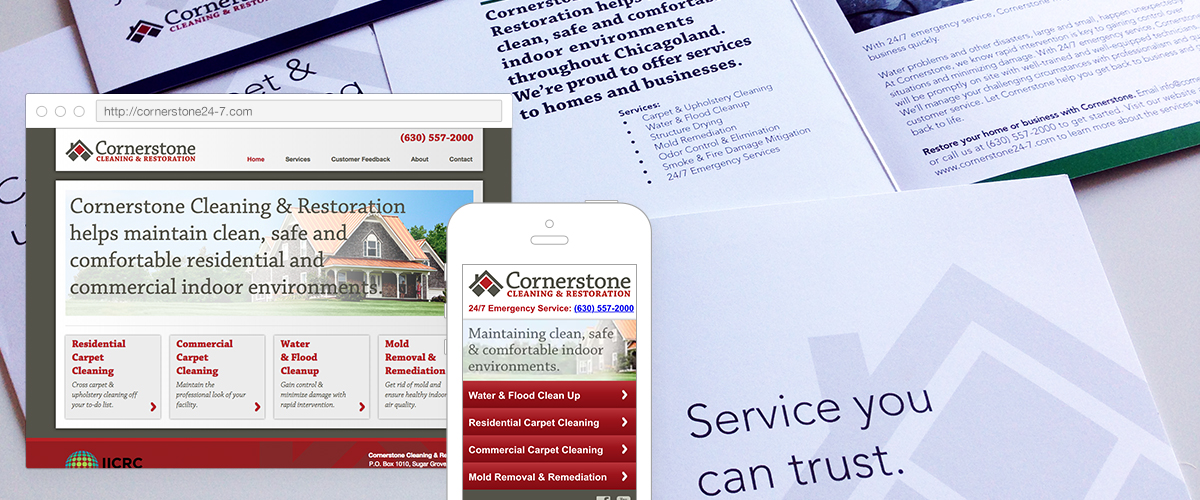 Cornerstone
CLEANING & RESTORATION
Cornerstone
Restoration helps
clean, safe and comfortable
indoor environments
throughout Chicagoland.
We're proud to offer services
to homes and businesses.
Services:
• Carpet & Upholstery Cleaning
• Water & Flood Cleanup
• Structure Drying
• Mold Remediation
• Odor Control & Elimination
• Smoke & Fire Damage Mitigation
• 24/7 Emergency Services
With 24/7 emergency service, Cornerstone
business quickly.
Water problems and other disasters, large and small, happen unexpectedly.
At Cornerstone, we know rapid intervention is key to gaining control over
situations and minimizing damage. With 24/7 emergency service, Cornerstone
will be promptly on site with well-trained and well-equipped technicians.
We'll manage your challenging circumstances with professionalism and
customer service. Let Cornerstone help you get back to business and
back to life.
Restore your home or business with Cornerstone. Email
or call us at (630) 557-2000 to get started. Visit our website
www.cornerstone24-7.com to learn more about the services
http://cornerstone24-7.com
Cornerstone
CLEANING & RESTORATION
(630) 557-2000
Home Services Customer Feedback About Contact
Cornerstone Cleaning & Restoration
helps maintain clean, safe and
comfortable residential and
commercial indoor environments.
Residential
Carpet
Cleaning
Cross carpet &
upholstery cleaning off
your to-do list.
Commercial
Carpet
Cleaning
Maintain the
professional look of your
facility.
Water
& Flood
Cleanup
Gain control &
minimize damage with
rapid intervention.
Mold
Removal &
Remediation
Get rid of mold and
ensure healthy indoor
air quality.
IICRC
Cornerstone Cleaning &
P.O. Box 1010, Sugar Grove
Cornerstone
CLEANING & RESTORATION
24/7 Emergency Service: (630) 557-2000
Maintaining clean, safe
& comfortable indoor
environments.
Water & Flood Clean Up
Residential Carpet Cleaning
Commercial Carpet Cleaning
Mold Removal & Remediation
Service you
can trust.